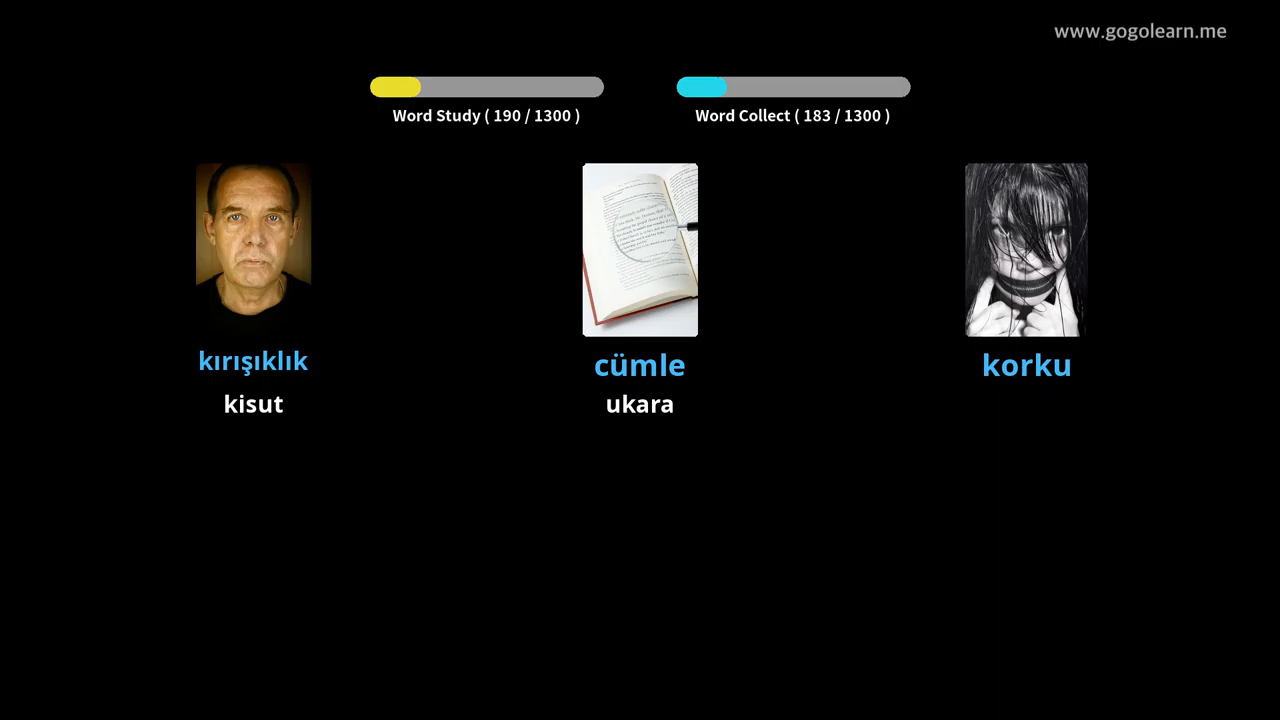 www.gogolearn.me
Word Study ( 190 / 1300 )
Word Collect ( 183 / 1300 )
kırışıklık
cümle
korku
kisut
ukara